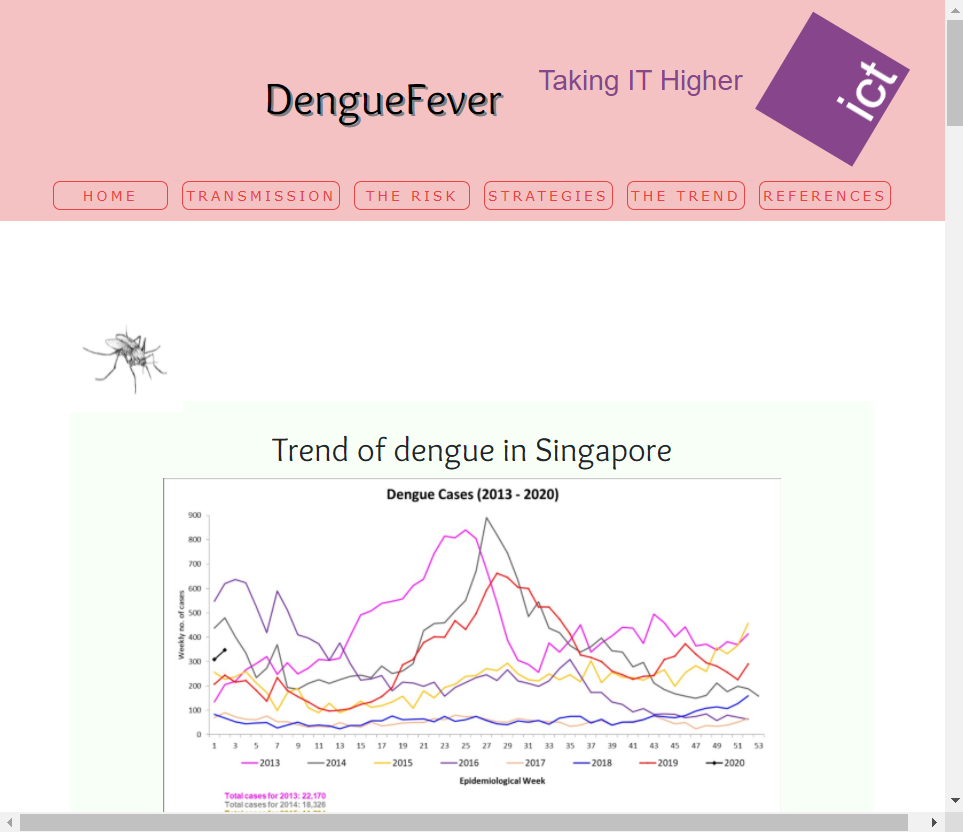 DengueFever
Taking IT Higher
ict
HOME TRANSMISSION THE RISK STRATEGIES THE TREND REFERENCES
Trend of dengue in Singapore
Dengue Cases (2013 - 2020)
Weekly no. of cases
900
800
700
600
500
400
300
200
100
0
1 3 5 7 9 11 13 15 17 19 21 23 25 27 29 31 33 35 37 39 41 43 45 47 49 51 53
2013 2014 2015 2016 2017 2018 2019 2020
Epidemiological Week
Total cases for 2013: 22,170
Total cases for 2014: 18,326